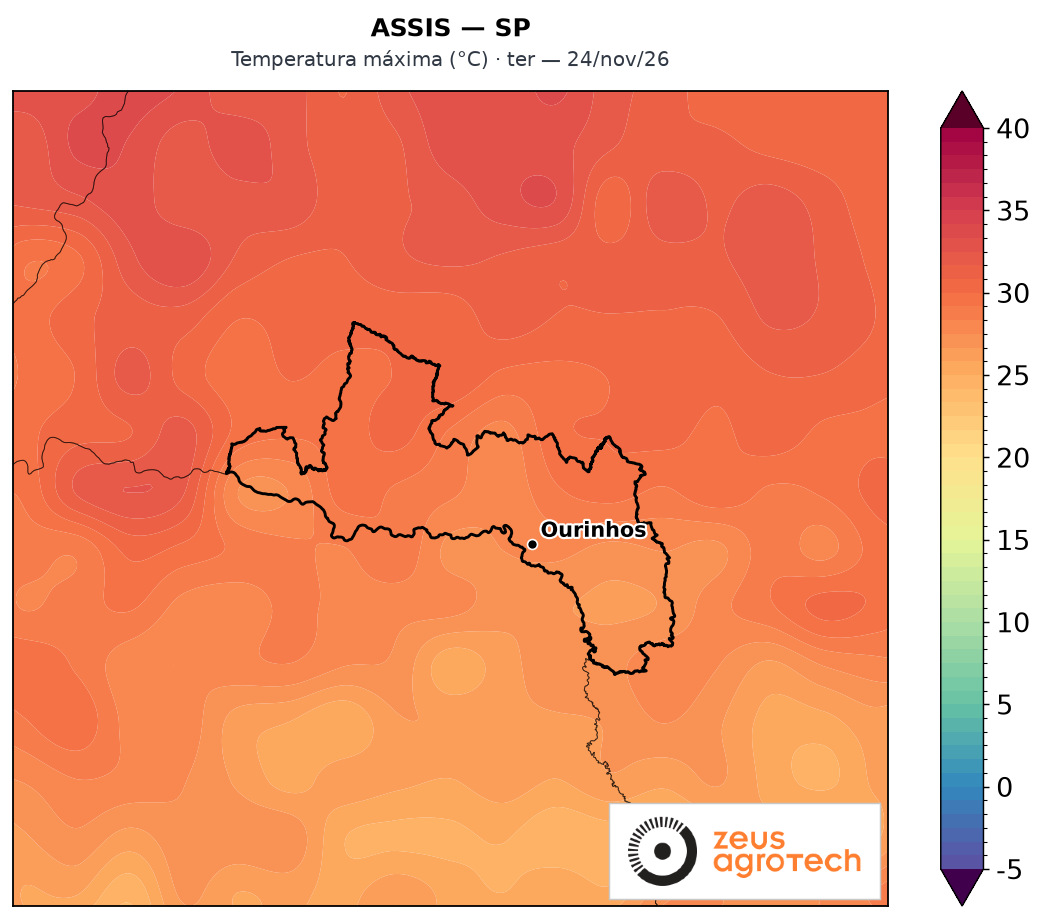 ASSIS — SP
Temperatura máxima (°C) · ter — 24/nov/26
40
35
30
25
20
15
10
5
0
-5
Ourinhos
zeus
agrotech